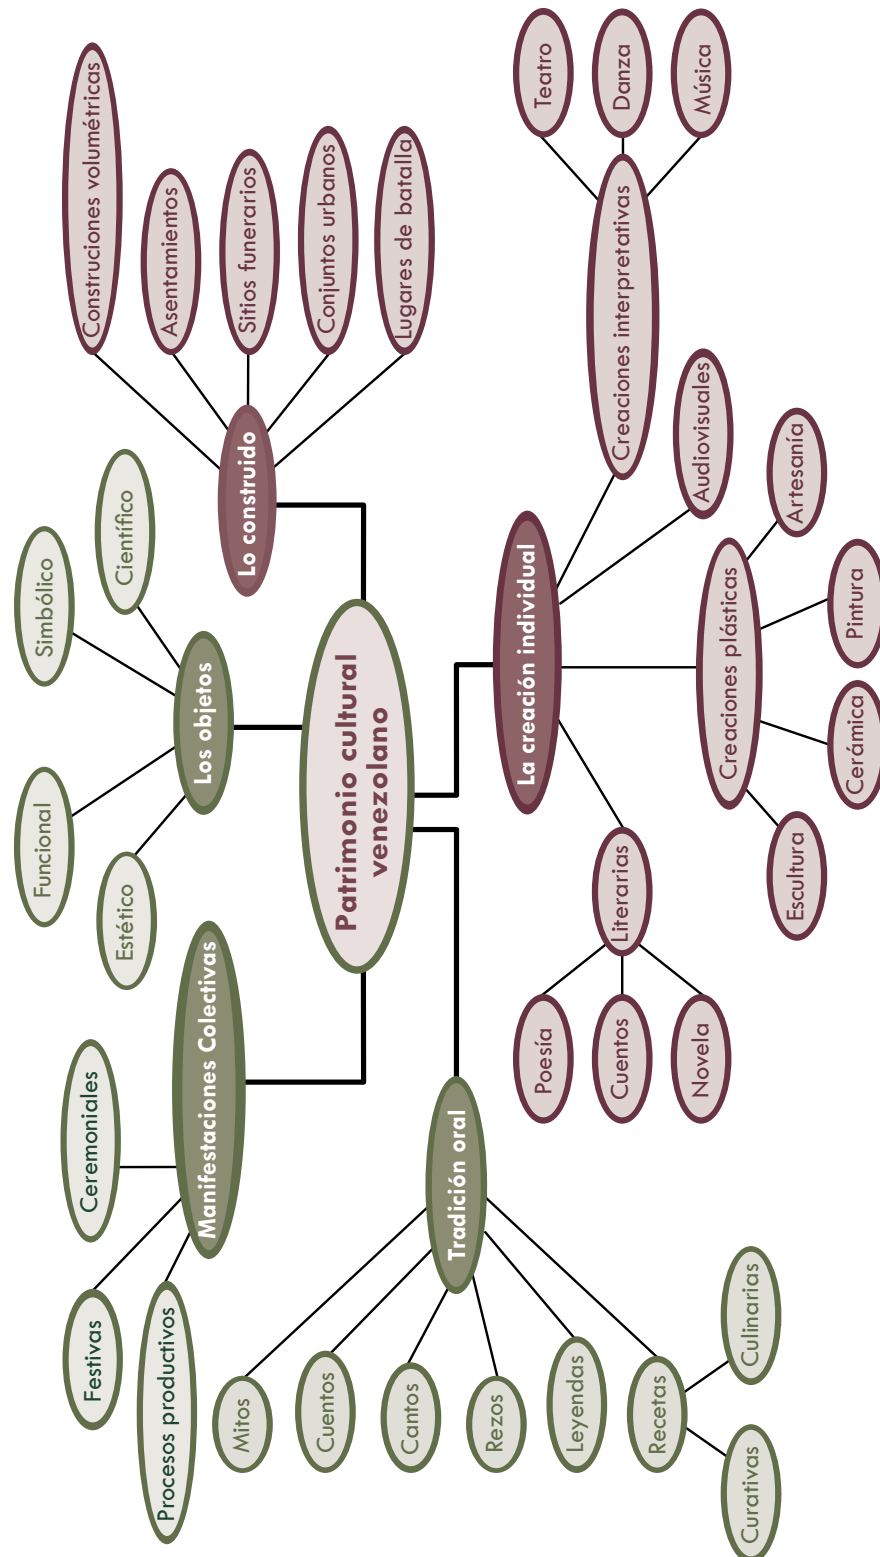 Festivas
Ceremoniales
Procesos productivos
Manifestaciones Colectivas
Funcional
Simbólico
Estético
Científico
Los objetos
Construciones volumétricas
Asentamientos
Sitios funerarios
Conjuntos urbanos
Lugares de batalla
Lo construido
Patrimonio cultural
venezolano
Tradición oral
Mitos
Cuentos
Cantos
Rezos
Leyendas
Recetas
Curativas
Culinarias
La creación individual
Literarias
Poesía
Cuentos
Novela
Creaciones plásticas
Escultura
Cerámica
Pintura
Artesanía
Audiovisuales
Creaciones interpretativas
Teatro
Danza
Música